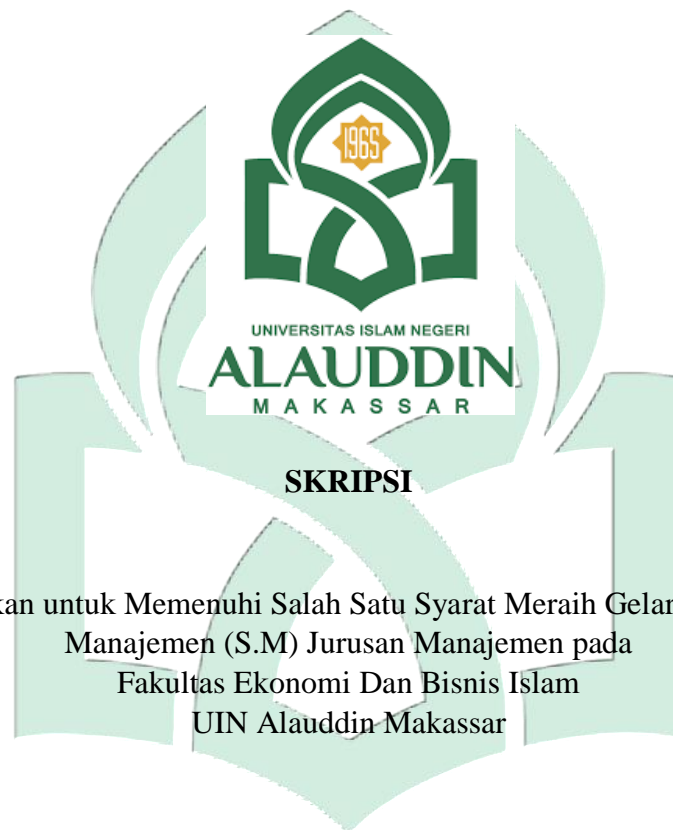 1965
UNIVERSITAS ISLAM NEGERI
ALAUDDIN
MAKASSAR
SKRIPSI
kan untuk Memenuhi Salah Satu Syarat Meraih Gelar
Manajemen (S.M) Jurusan Manajemen pada
Fakultas Ekonomi Dan Bisnis Islam
UIN Alauddin Makassar